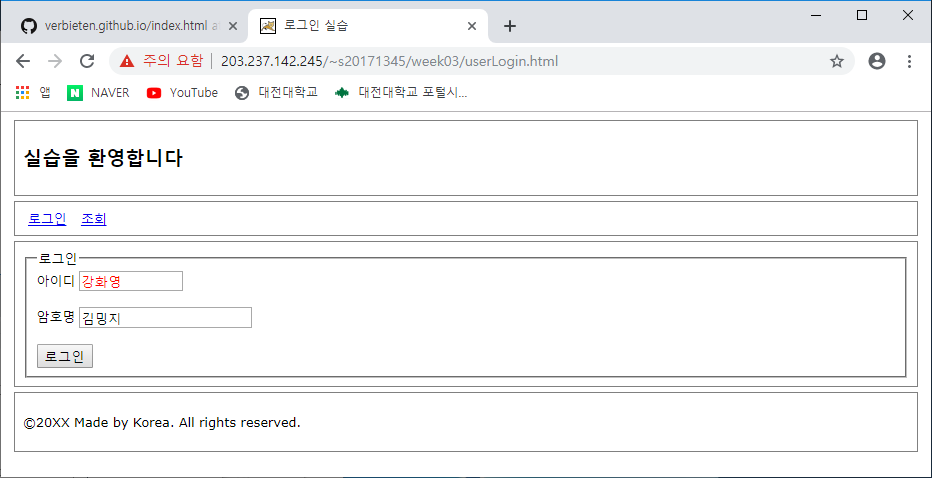 verbieten.github.io/index.html a
로그인 실습
주의 요함 203.237.142.245/~s20171345/week03/userLogin.html
앱 NAVER YouTube 대전대학교 대전대학교 포털시...
실습을 환영합니다
로그인 조회
로그인
아이디 강화영
암호명 김밍지
로그인
©20XX Made by Korea. All rights reserved.